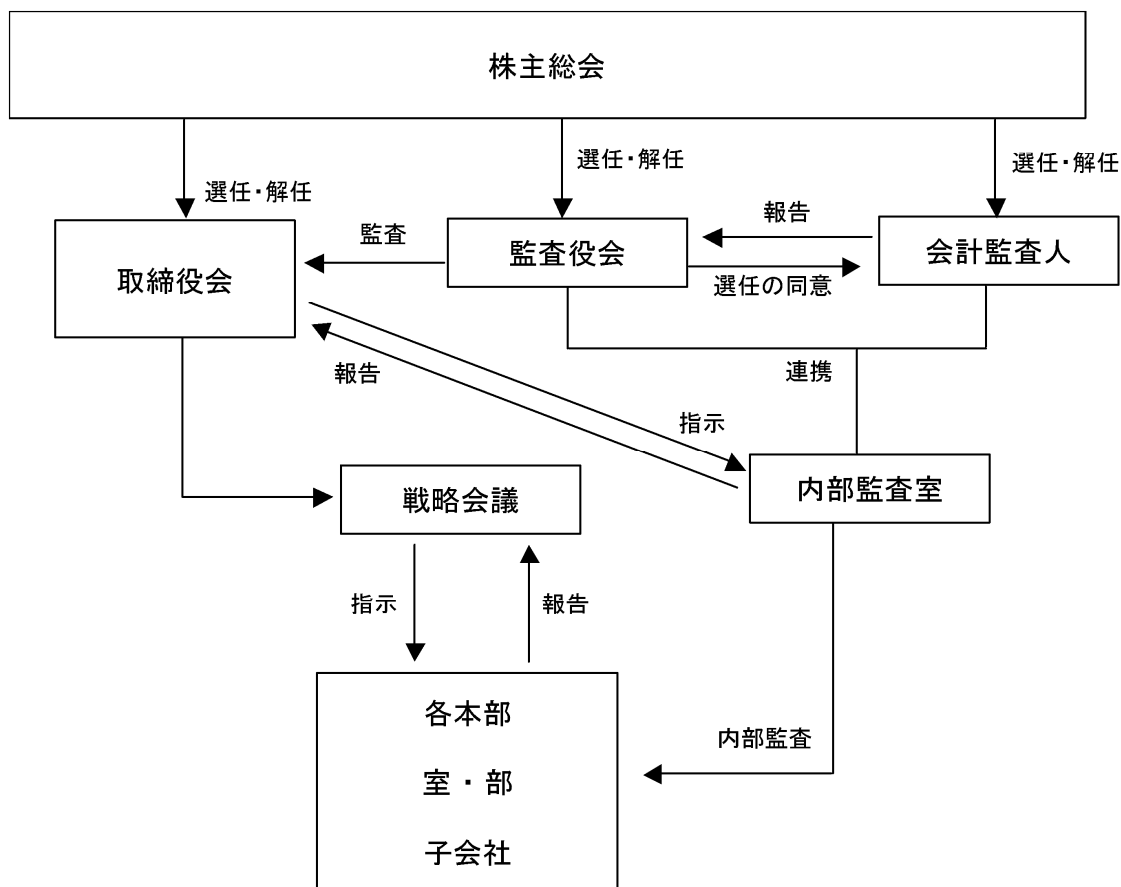 株主総会
選任・解任
選任・解任
選任・解任
取締役会
監査
監査役会
報告
選任の同意
会計監査人
報告
指示
連携
戦略会議
内部監査室
指示
報告
各本部
室・部
子会社
内部監査